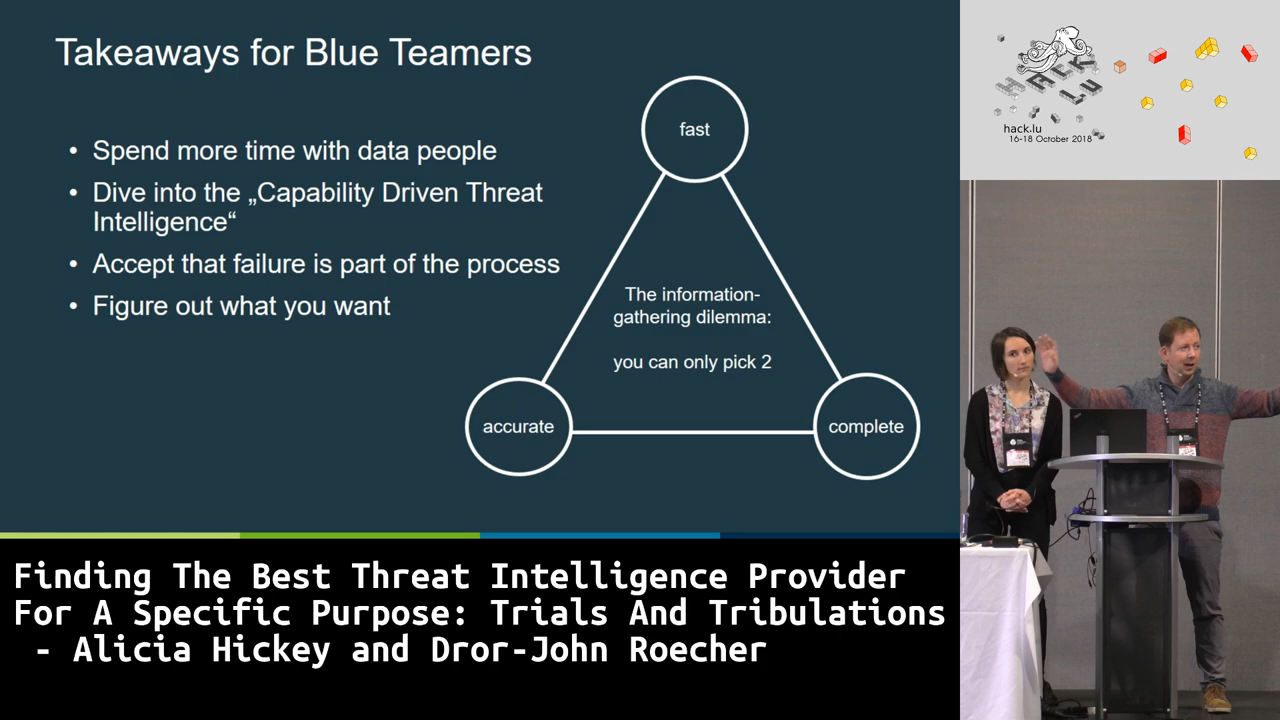 Takeaways for Blue Teamers
• Spend more time with data people
• Dive into the „Capability Driven Threat
Intelligence“
• Accept that failure is part of the process
• Figure out what you want
fast
The information-
gathering dilemma:
you can only pick 2
accurate
complete
HACK
LU
hack.lu
16-18 October 2018
Finding The Best Threat Intelligence Provider
For A Specific Purpose: Trials And Tribulations
- Alicia Hickey and Dror-John Roecher